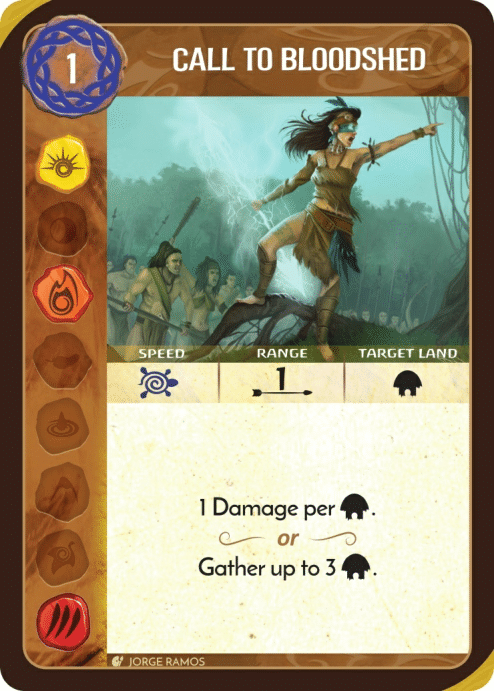 1
CALL TO BLOODSHED
SPEED RANGE TARGET LAND
1
1 Damage per .
or
Gather up to 3 .
JORGE RAMOS